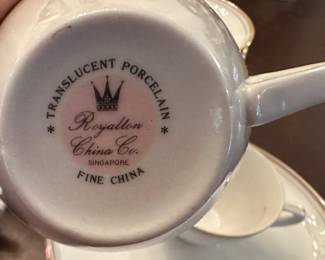 * TRANSLUCENT PORCELAIN *
Royalton
China Co.
SINGAPORE
FINE CHINA